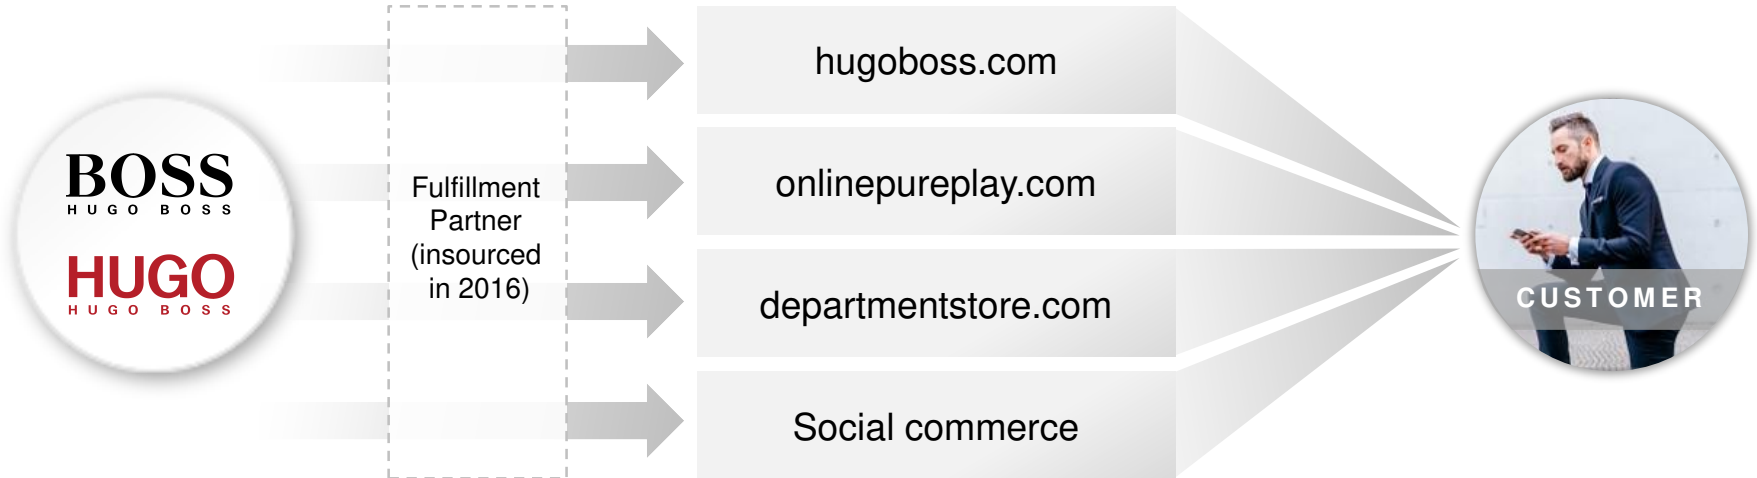 BOSS
HUGO BOSS
HUGO
HUGO BOSS
Fulfillment
Partner
(insourced
in 2016)
hugoboss.com
onlinepureplay.com
departmentstore.com
Social commerce
CUSTOMER